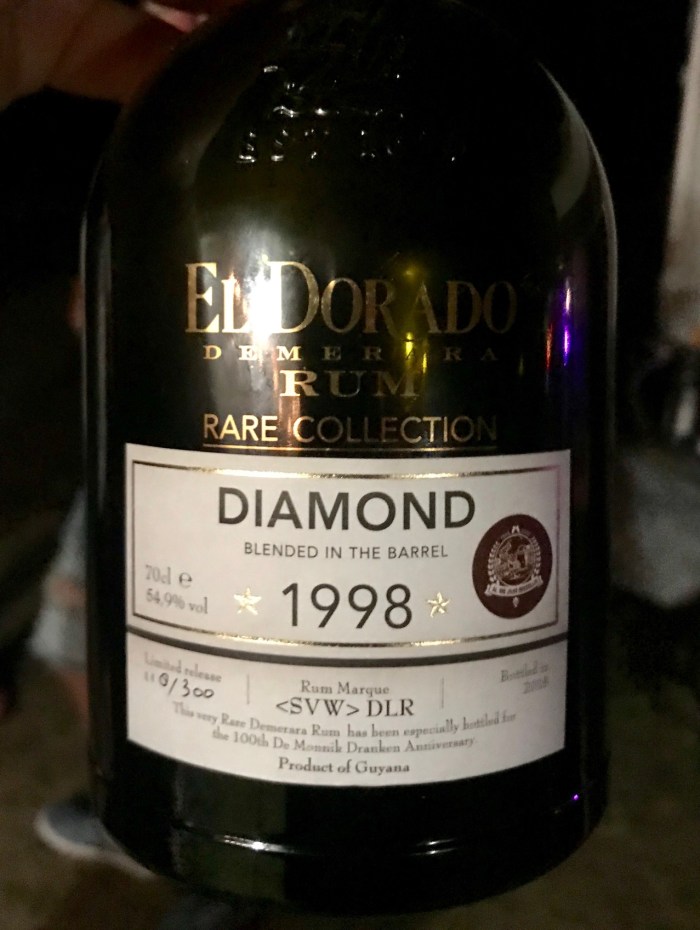 EST 
EL DORADO
DEMERARA
RUM
RARE COLLECTION
DIAMOND
BLENDED IN THE BARREL
70cl e
54,9% vol
1998
Limited release
/300
Rum Marque
<SVW> DLR
Bottled in
This very Rare Demerara Rum has been especially bottled for
the 100th De Monnik Dranken Anniversary.
Product of Guyana